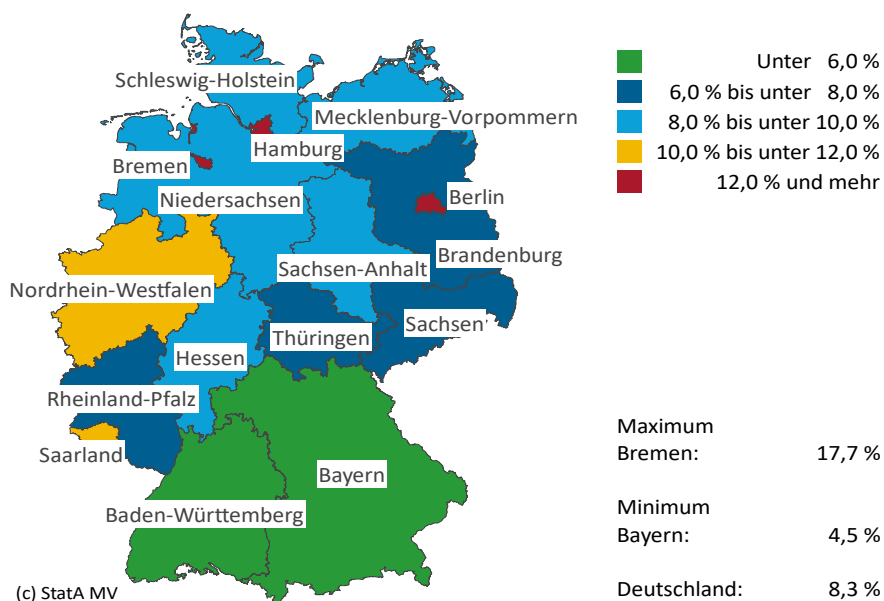 Schleswig-Holstein
Mecklenburg-Vorpommern
Hamburg
Bremen
Niedersachsen
Berlin
Brandenburg
Sachsen-Anhalt
Nordrhein-Westfalen
Sachsen
Thüringen
Hessen
Rheinland-Pfalz
Saarland
Bayern
Baden-Württemberg
(c) StatA MV
Unter 6,0 %
6,0 % bis unter 8,0 %
8,0 % bis unter 10,0 %
10,0 % bis unter 12,0 %
12,0 % und mehr
Maximum
Bremen: 17,7 %
Minimum
Bayern: 4,5 %
Deutschland: 8,3 %